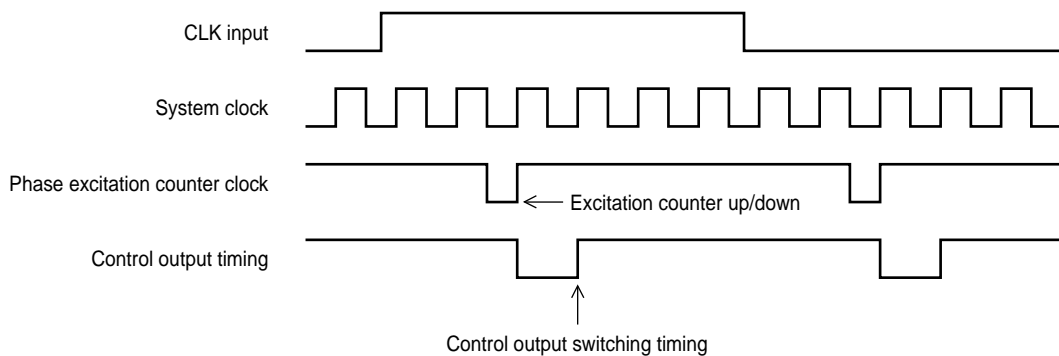 CLK input
System clock
Phase excitation counter clock
Excitation counter up/down
Control output timing
Control output switching timing